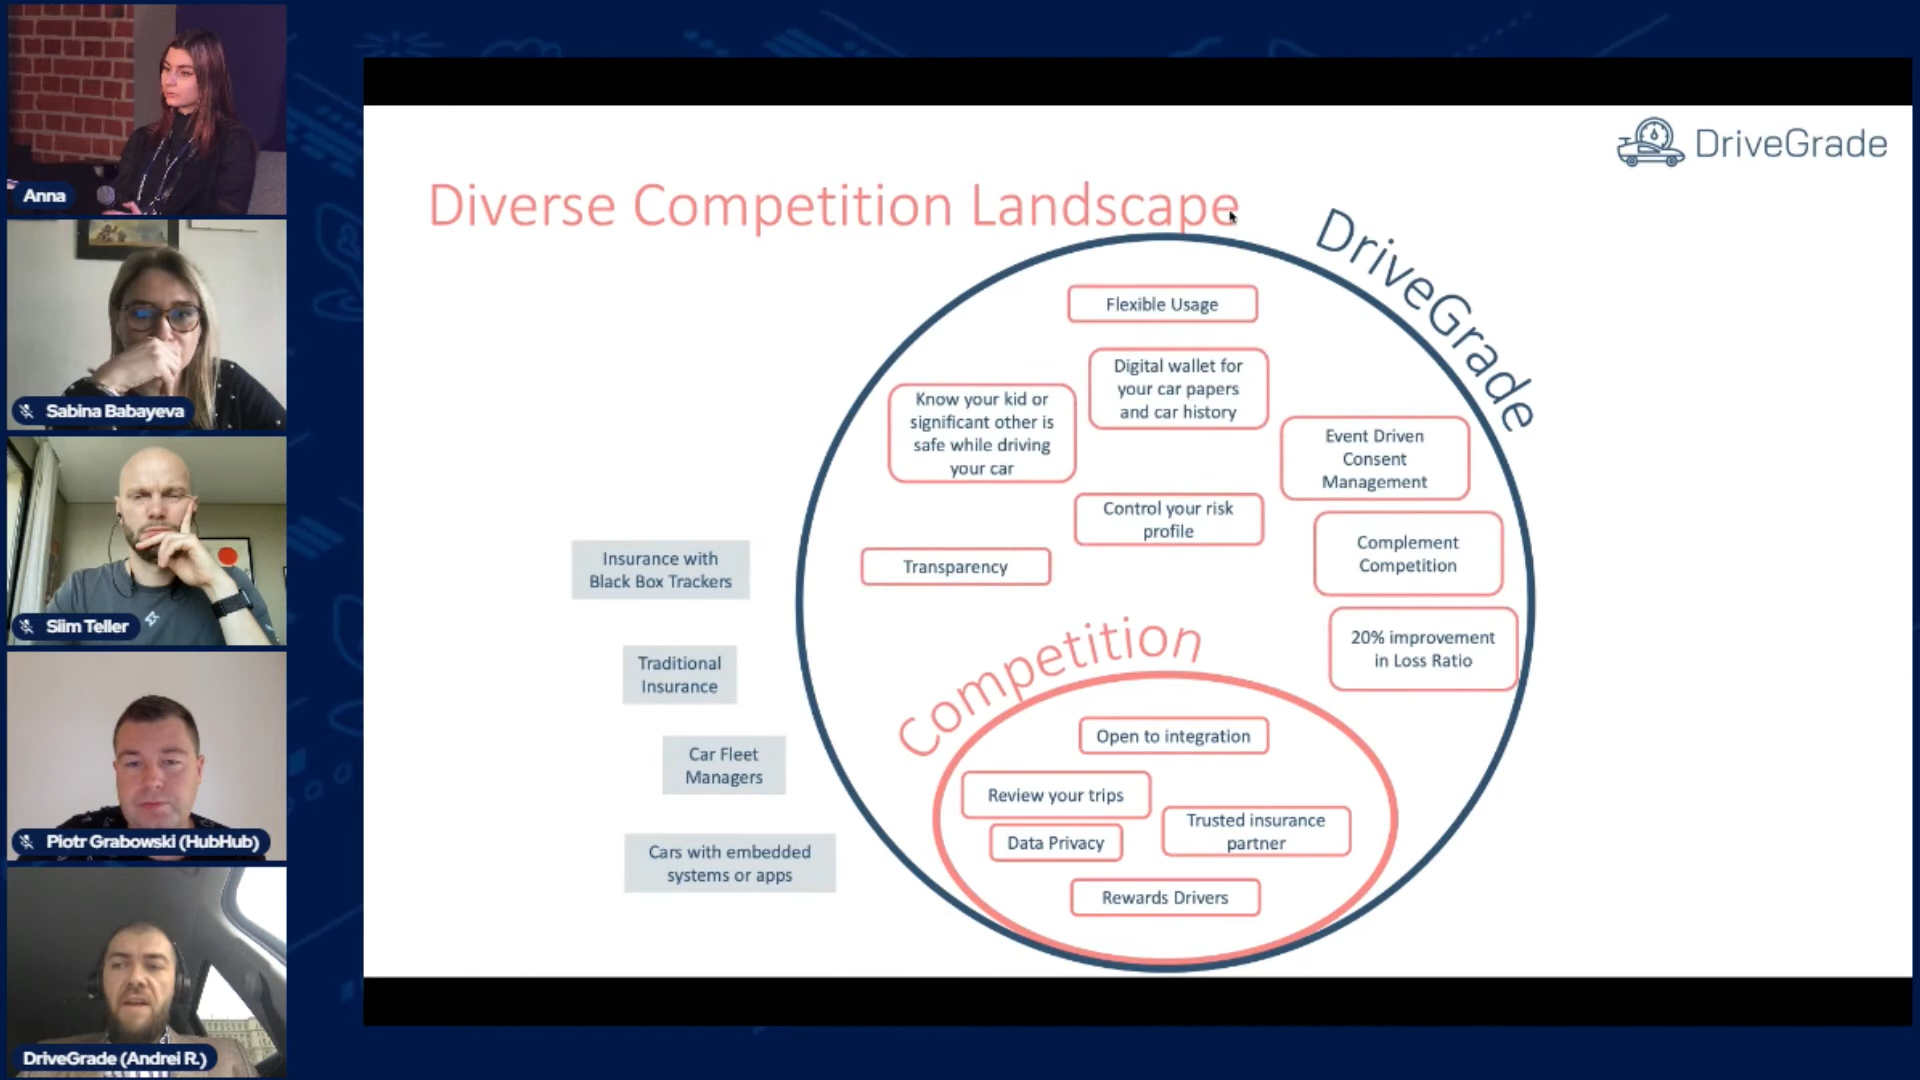 Anna
Sabina Babayeva
Siim Teller
Piotr Grabowski (HubHub)
DriveGrade (Andrei R.)
DriveGrade
Diverse Competition Landscape
DriveGrade
Flexible Usage
Digital wallet for
your car papers
and car history
Know your kid or
significant other is
safe while driving
your car
Event Driven
Consent
Management
Control your risk
profile
Complement
Competition
Transparency
20% improvement
in Loss Ratio
Insurance with
Black Box Trackers
Traditional
Insurance
Car Fleet
Managers
Cars with embedded
systems or apps
Competition
Open to integration
Review your trips
Trusted insurance
partner
Data Privacy
Rewards Drivers